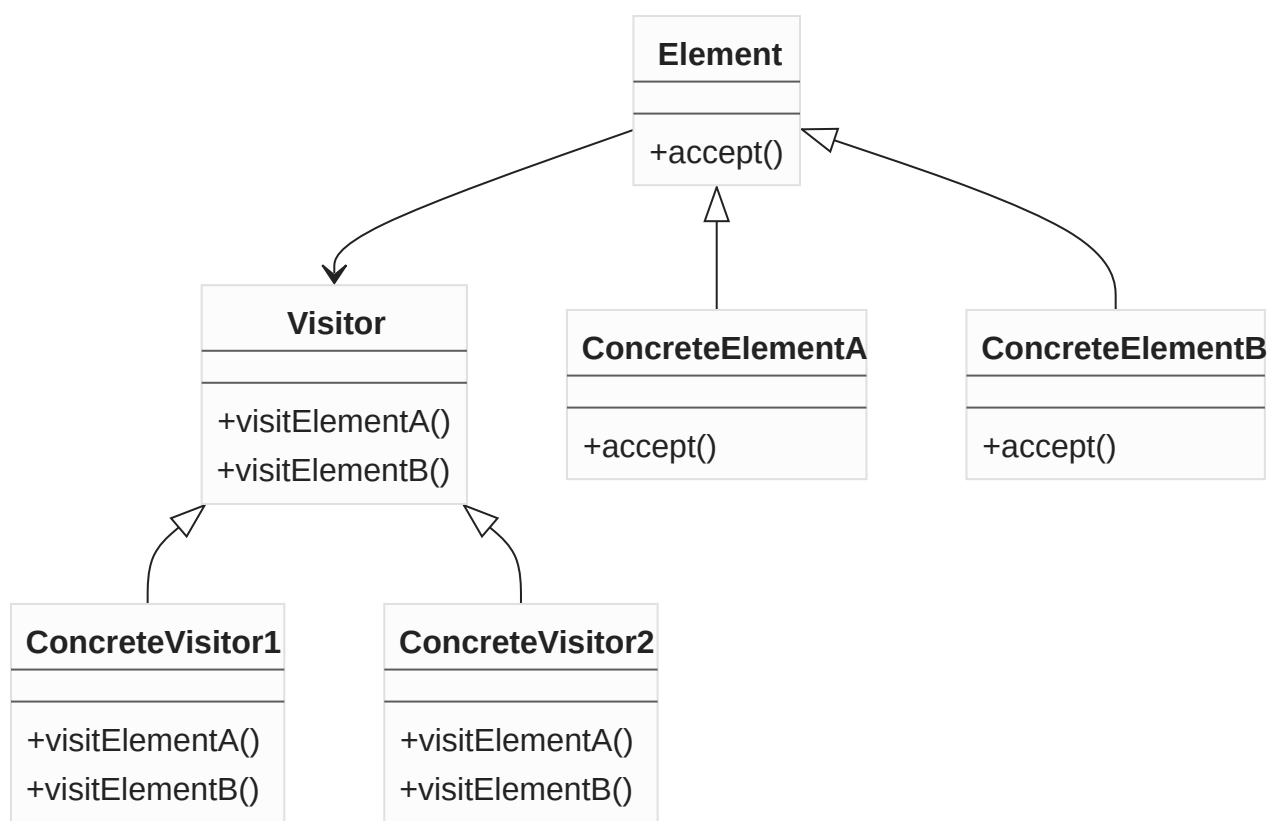 Element
+accept()
Visitor
+visitElementA()
+visitElementB()
ConcreteElementA
+accept()
ConcreteElementB
+accept()
ConcreteVisitor1
+visitElementA()
+visitElementB()
ConcreteVisitor2
+visitElementA()
+visitElementB()